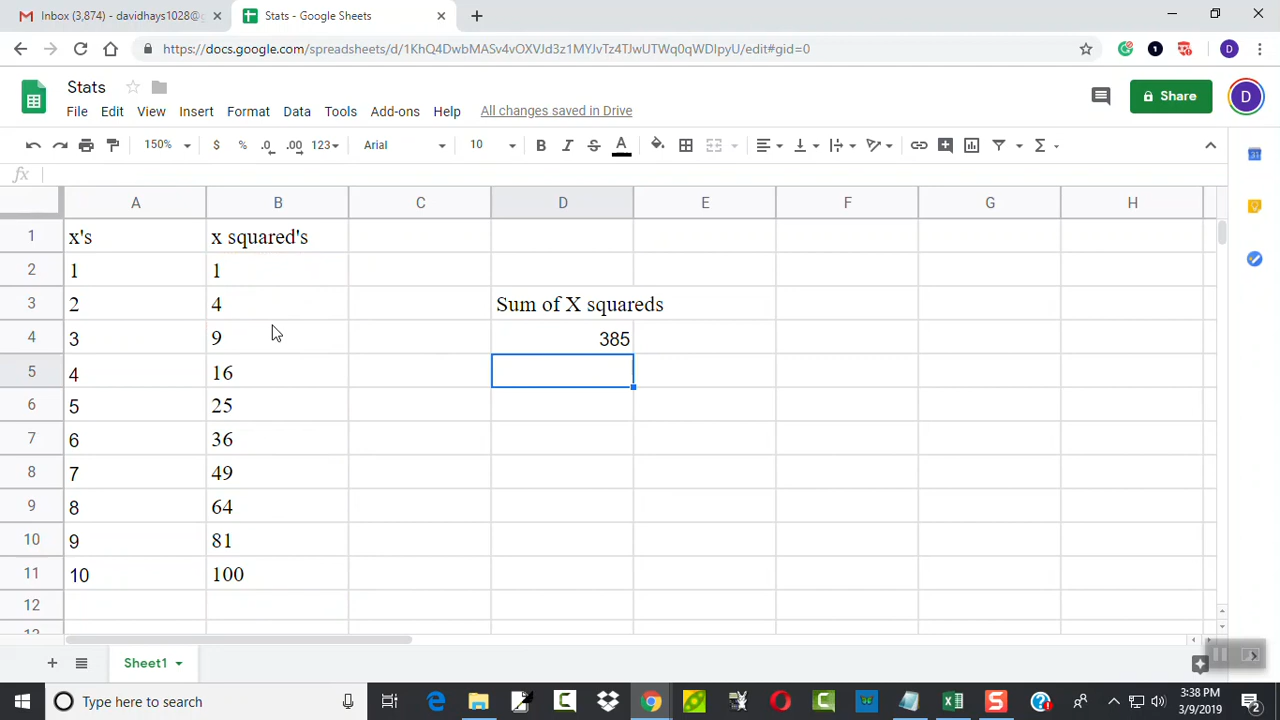 Inbox (3,874) - davidhays1028@
Stats - Google Sheets
https://docs.google.com/spreadsheets/d/1KhQ4DwbMASv4vOXVJd3z1MYJvTz4TJwUTWq0qWDIpyU/edit#gid=0
1
D
Stats
File Edit View Insert Format Data Tools Add-ons Help All changes saved in Drive
Share
D
150% $ % .0 .00 123 Arial 10 B I S A Σ
fx
A B C D E F G H
1 x's x squared's
2 1 1
3 2 4 Sum of X squareds
4 3 9 385
5 4 16
6 5 25
7 6 36
8 7 49
9 8 64
10 9 81
11 10 100
12
13
Sheet1
Type here to search
3:38 PM
3/9/2019
2